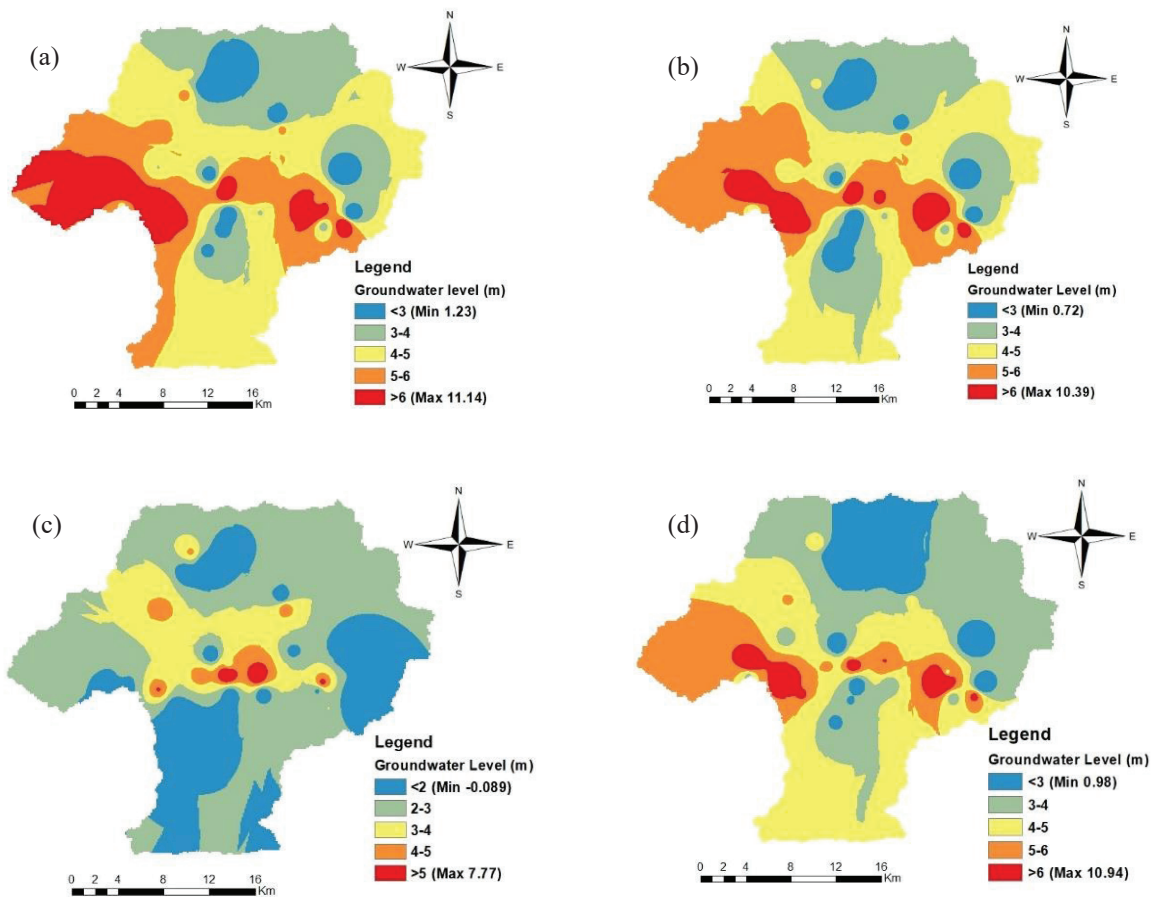 (a)
N
W
E
S
Legend
Groundwater level (m)
<3 (Min 1.23)
3-4
4-5
5-6
>6 (Max 11.14)
0 2 4 8 12 16
Km
(b)
N
W
E
S
Legend
Groundwater Level (m)
<3 (Min 0.72)
3-4
4-5
5-6
>6 (Max 10.39)
0 2 4 8 12 16
Km
(c)
N
W
E
S
Legend
Groundwater Level (m)
<2 (Min -0.089)
2-3
3-4
4-5
>5 (Max 7.77)
0 2 4 8 12 16
Km
(d)
N
W
E
S
Legend
Groundwater Level (m)
<3 (Min 0.98)
3-4
4-5
5-6
>6 (Max 10.94)
0 2 4 8 12 16
Km